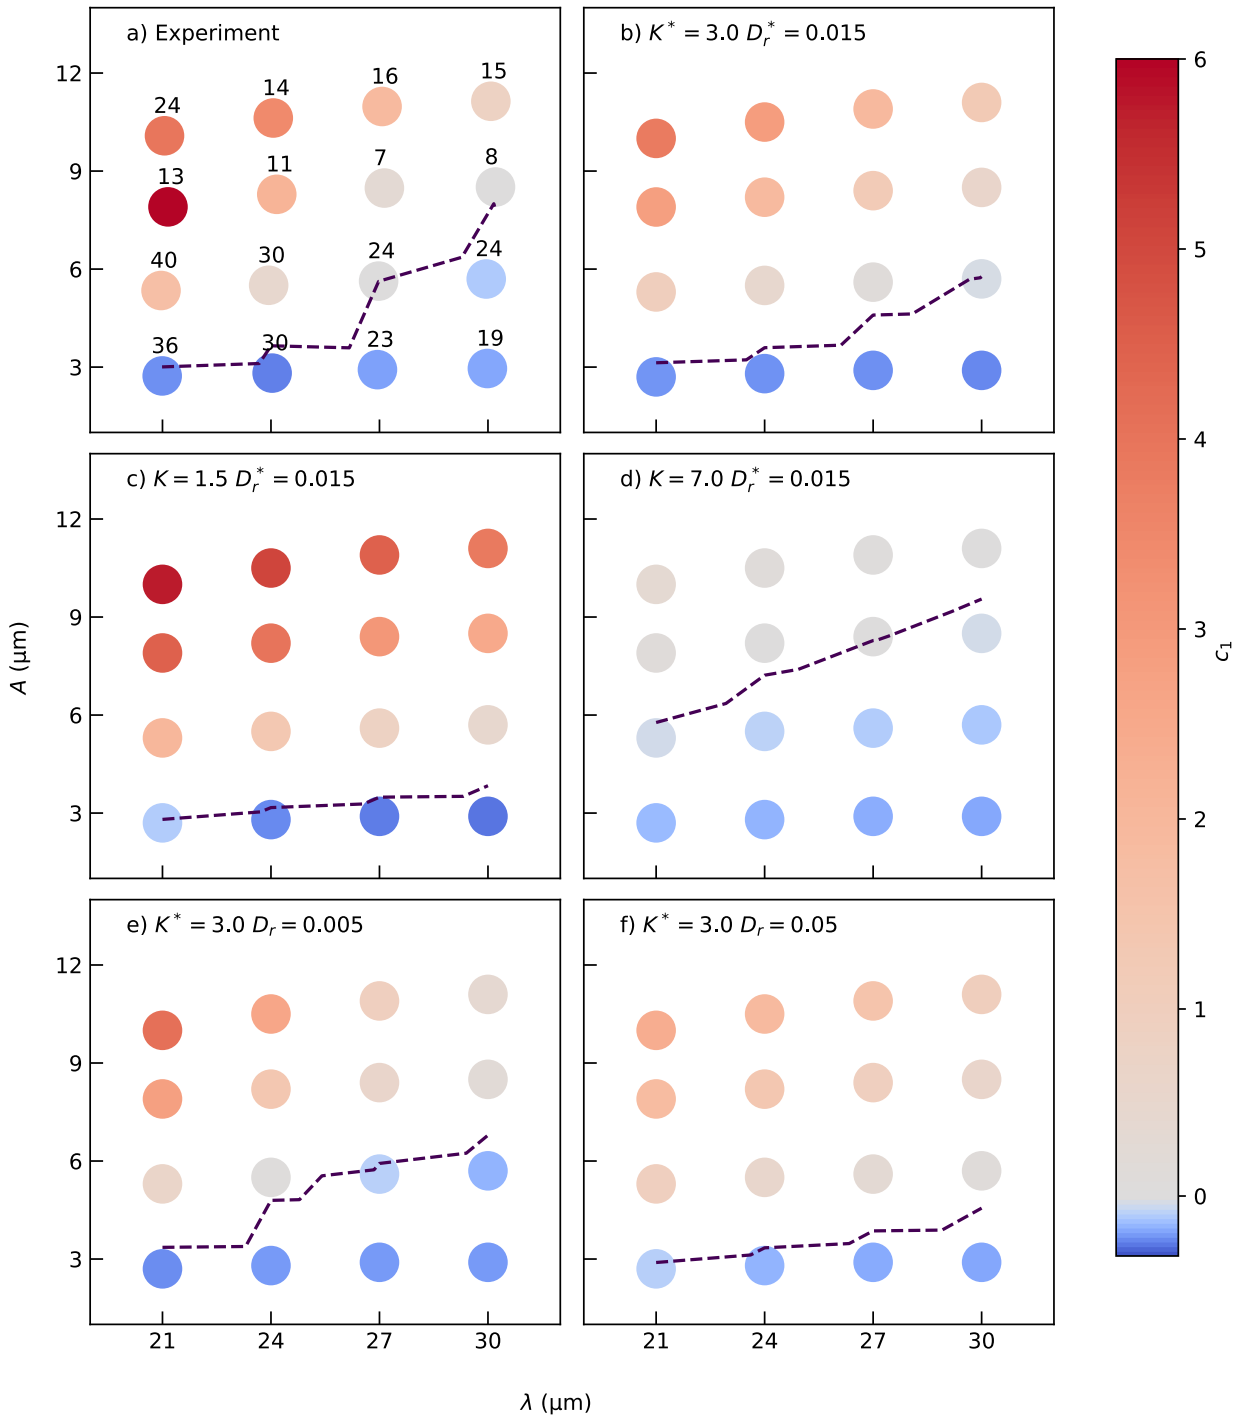 a) Experiment
12
9
6
3
24 14 16 15
13 11 7 8
40 30 24 24
36 30 23 19
b) K* = 3.0 D_r* = 0.015
c) K = 1.5 D_r* = 0.015
12
9
6
3
d) K = 7.0 D_r* = 0.015
A (μm)
e) K* = 3.0 D_r = 0.005
12
9
6
3
21 24 27 30
f) K* = 3.0 D_r = 0.05
21 24 27 30
λ (μm)
6
5
4
3
2
1
0
c₁